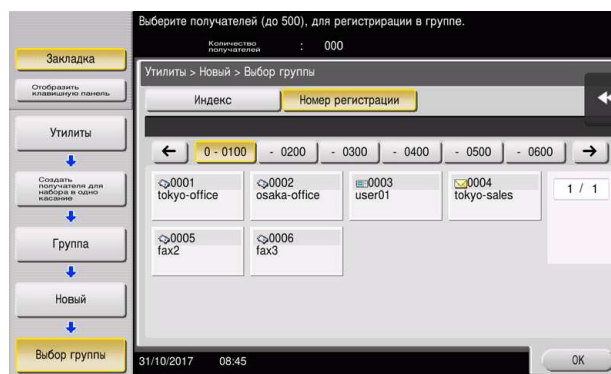 Выберите получателей (до 500), для регистрирации в группе.
Количество получателей : 000
Закладка
Отобразить
клавишную панель
Утилиты
Создать
получателя для
набора в одно
касание
Группа
Новый
Выбор группы
Утилиты > Новый > Выбор группы
Индекс
Номер регистрации
0 - 0100
- 0200
- 0300
- 0400
- 0500
- 0600
0001
tokyo-office
0002
osaka-office
0003
user01
0004
tokyo-sales
1 / 1
0005
fax2
0006
fax3
31/10/2017 08:45
OK